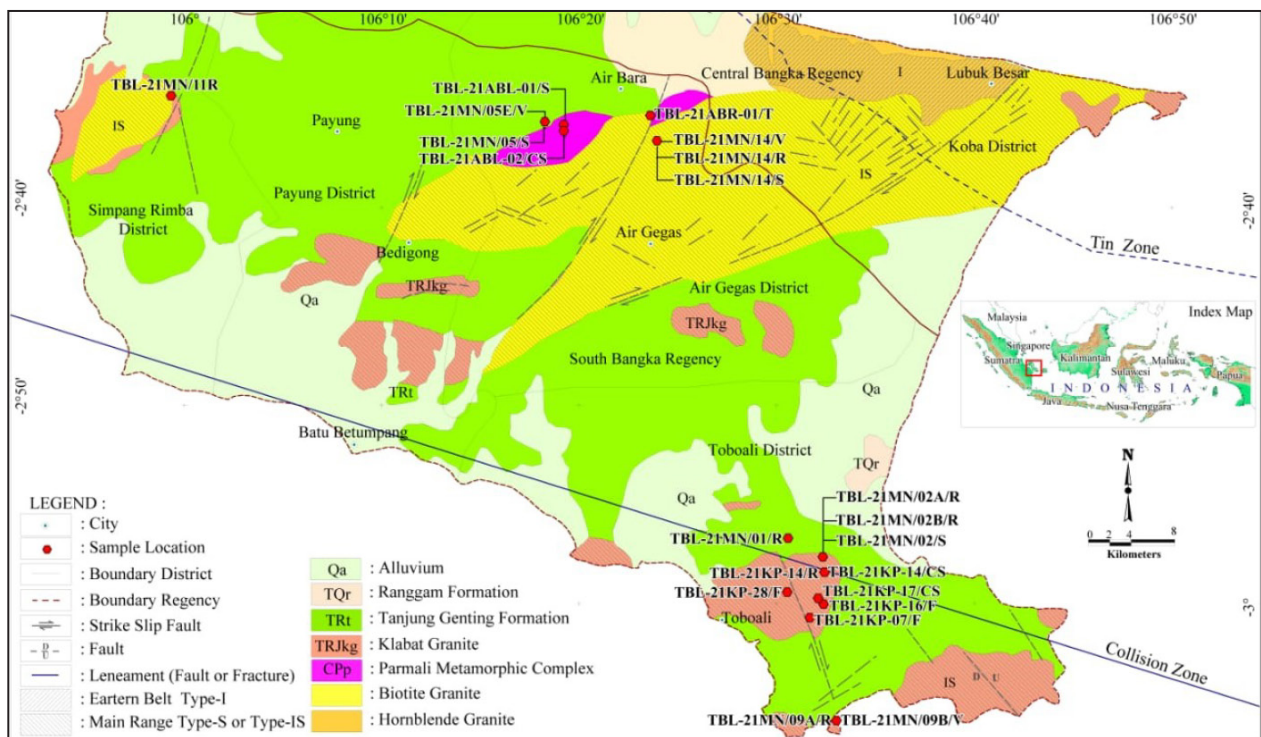 106° 106°10' 106°20' 106°30' 106°40' 106°50'
TBL-21MN/11R
IS
Payung
TBL-21ABL-01/S
TBL-21MN/05E/V
TBL-21MN/05/S
TBL-21ABL-02/CS
Air Bara
Central Bangka Regency
I
Lubuk Besar
TBL-21ABR-01/T
TBL-21MN/14/V
TBL-21MN/14/R
TBL-21MN/14/S
Koba District
IS
-2°40'
Payung District
Simpang Rimba
District
Air Gegas
-2°40'
Tin Zone
Bedigong
Qa
TRJkg
Air Gegas District
TRJkg
Index Map
Malaysia
Singapore
Sumatra
Kalimantan
Sulawesi
Maluku
Papua
INDONESIA
Java
Nusa Tenggara
South Bangka Regency
-2°50'
TRt
Qa
Batu Betumpang
Toboali District
TQr
Qa
N
TBL-21MN/02A/R
TBL-21MN/02B/R
TBL-21MN/02/S
TBL-21MN/01/R
TBL-21KP-14/R
TBL-21KP-14/CS
TBL-21KP-28/F
TBL-21KP-17/CS
TBL-21KP-16/F
Toboali
TBL-21KP-07/F
-3°
Collision Zone
IS
D U
TBL-21MN/09A/R
TBL-21MN/09B/V
0 2 4 8
Kilometers
LEGEND :
: City
: Sample Location
: Boundary District
: Boundary Regency
: Strike Slip Fault
D U : Fault
: Leneament (Fault or Fracture)
: Eartern Belt Type-I
: Main Range Type-S or Type-IS
Qa : Alluvium
TQr : Ranggam Formation
TRt : Tanjung Genting Formation
TRJkg : Klabat Granite
CPp : Parmali Metamorphic Complex
: Biotite Granite
: Hornblende Granite